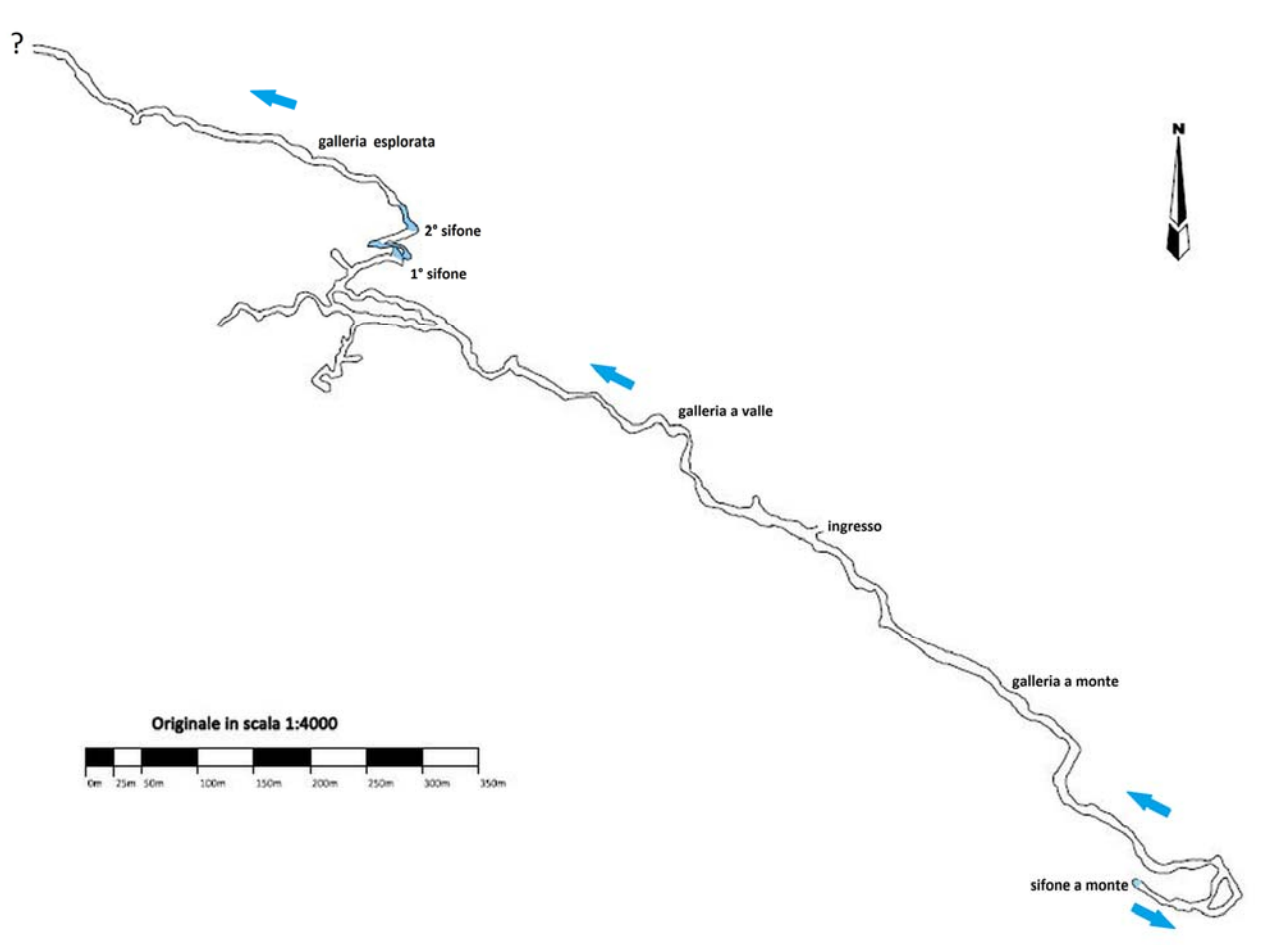 ?
N
galleria esplorata
2° sifone
1° sifone
galleria a valle
ingresso
galleria a monte
sifone a monte
Originale in scala 1:4000
0m 25m 50m 100m 150m 200m 250m 300m 350m